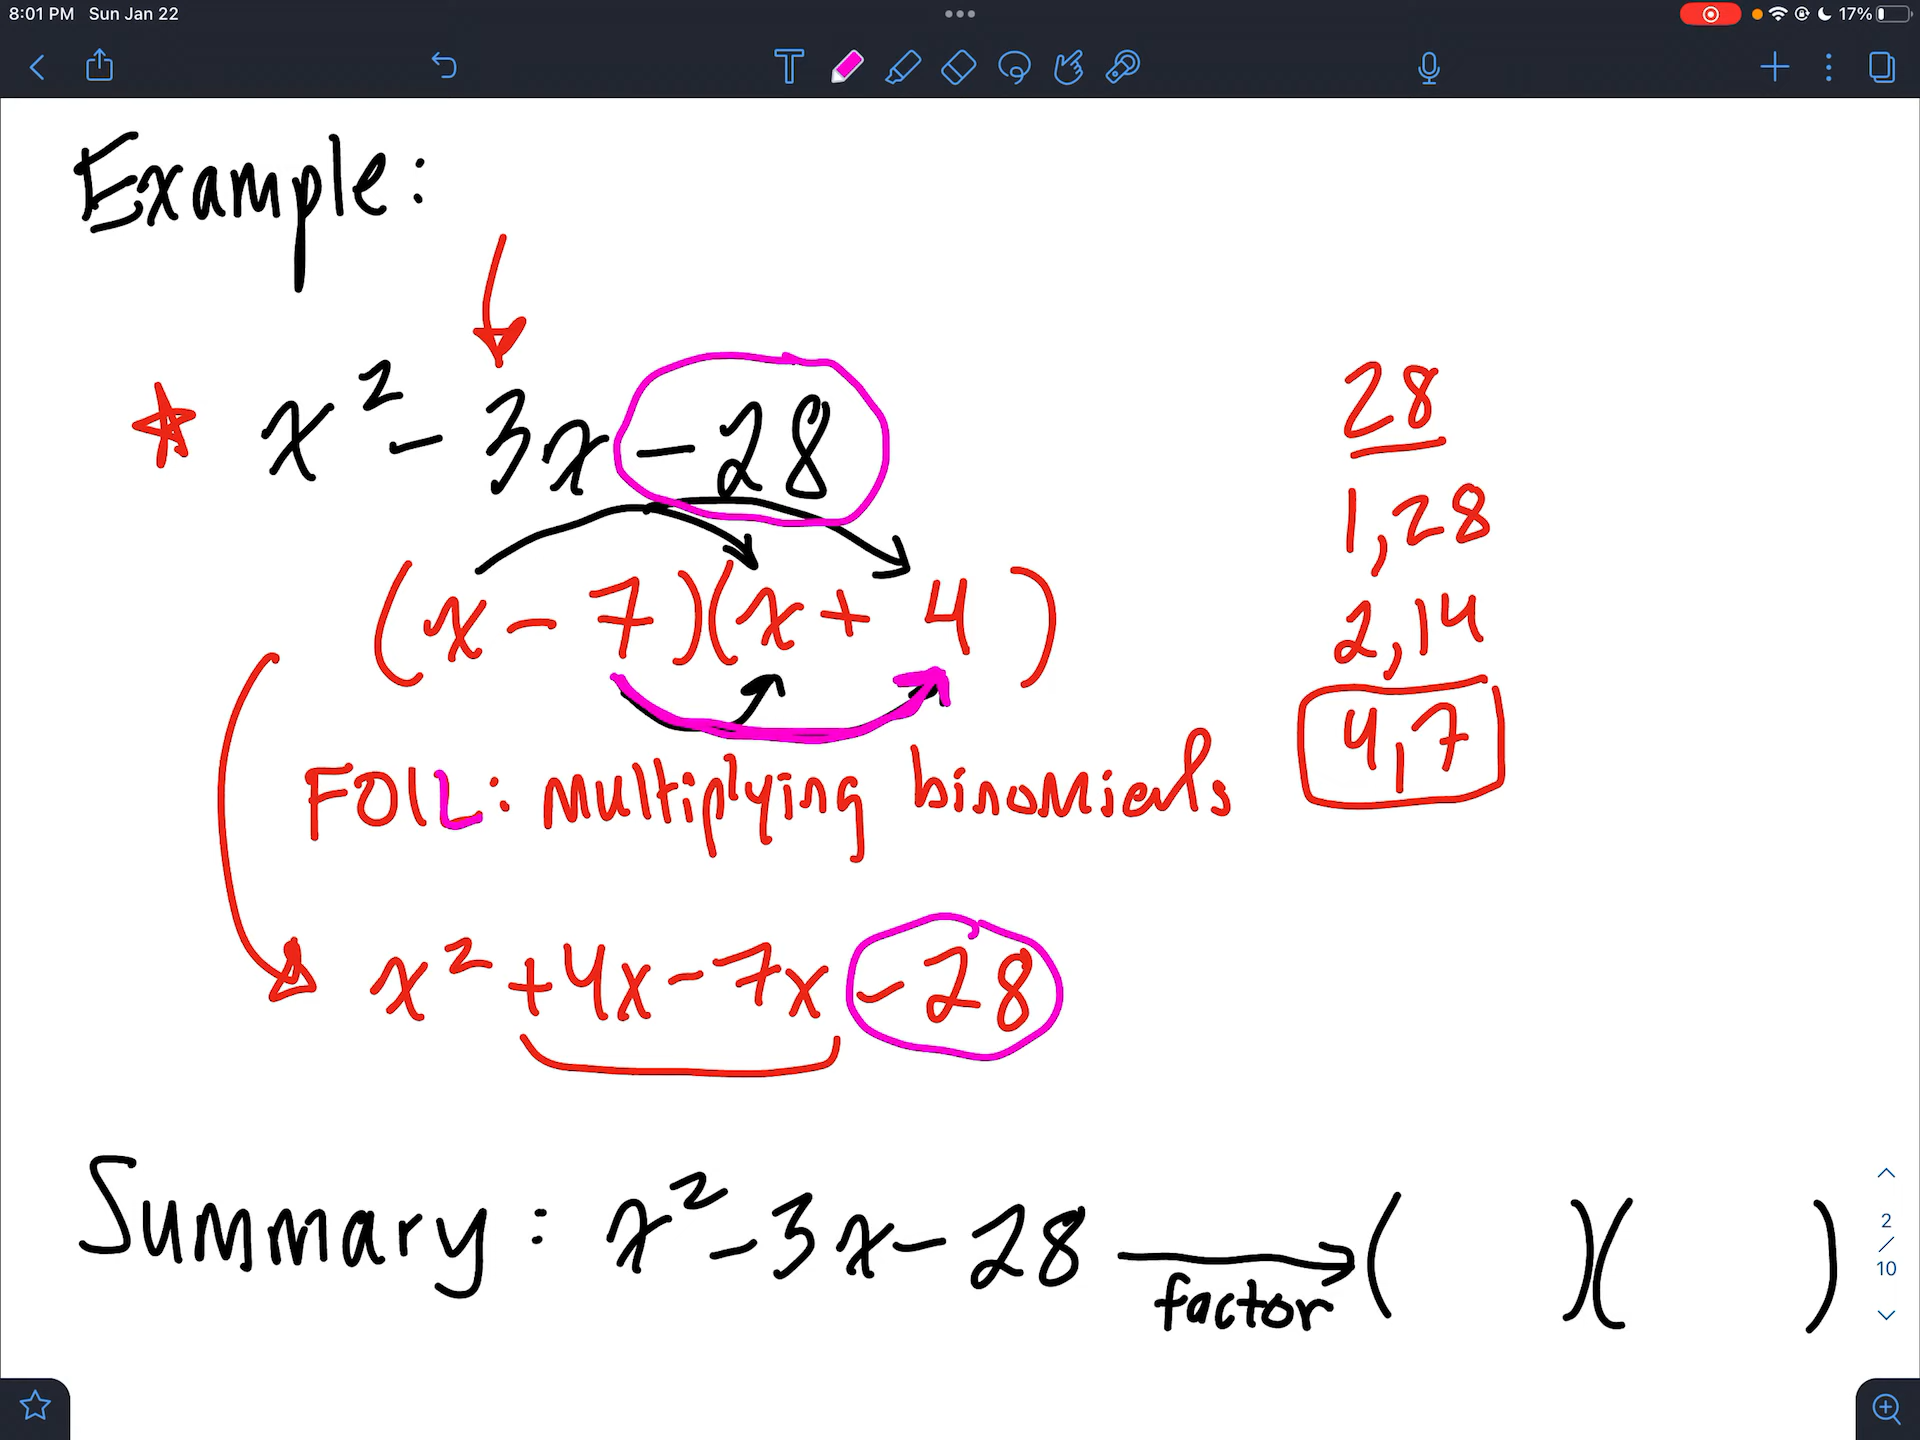 8:01 PM Sun Jan 22
17%
Example:
x² - 3x - 28
(x - 7)(x + 4)
FOIL: multiplying binomials
x² + 4x - 7x - 28
28
1, 28
2, 14
4, 7
Summary: x² - 3x - 28 → ( )( )
factor
2
/
10